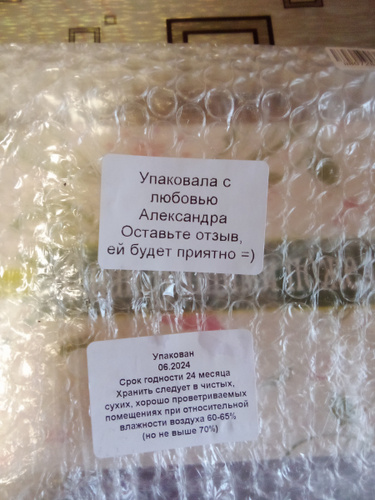 Упаковала с
любовью
Александра
Оставьте отзыв,
ей будет приятно =)
Упакован
06.2024
Срок годности 24 месяца
Хранить следует в чистых,
сухих, хорошо проветриваемых
помещениях при относительной
влажности воздуха 60-65%
(но не выше 70%)